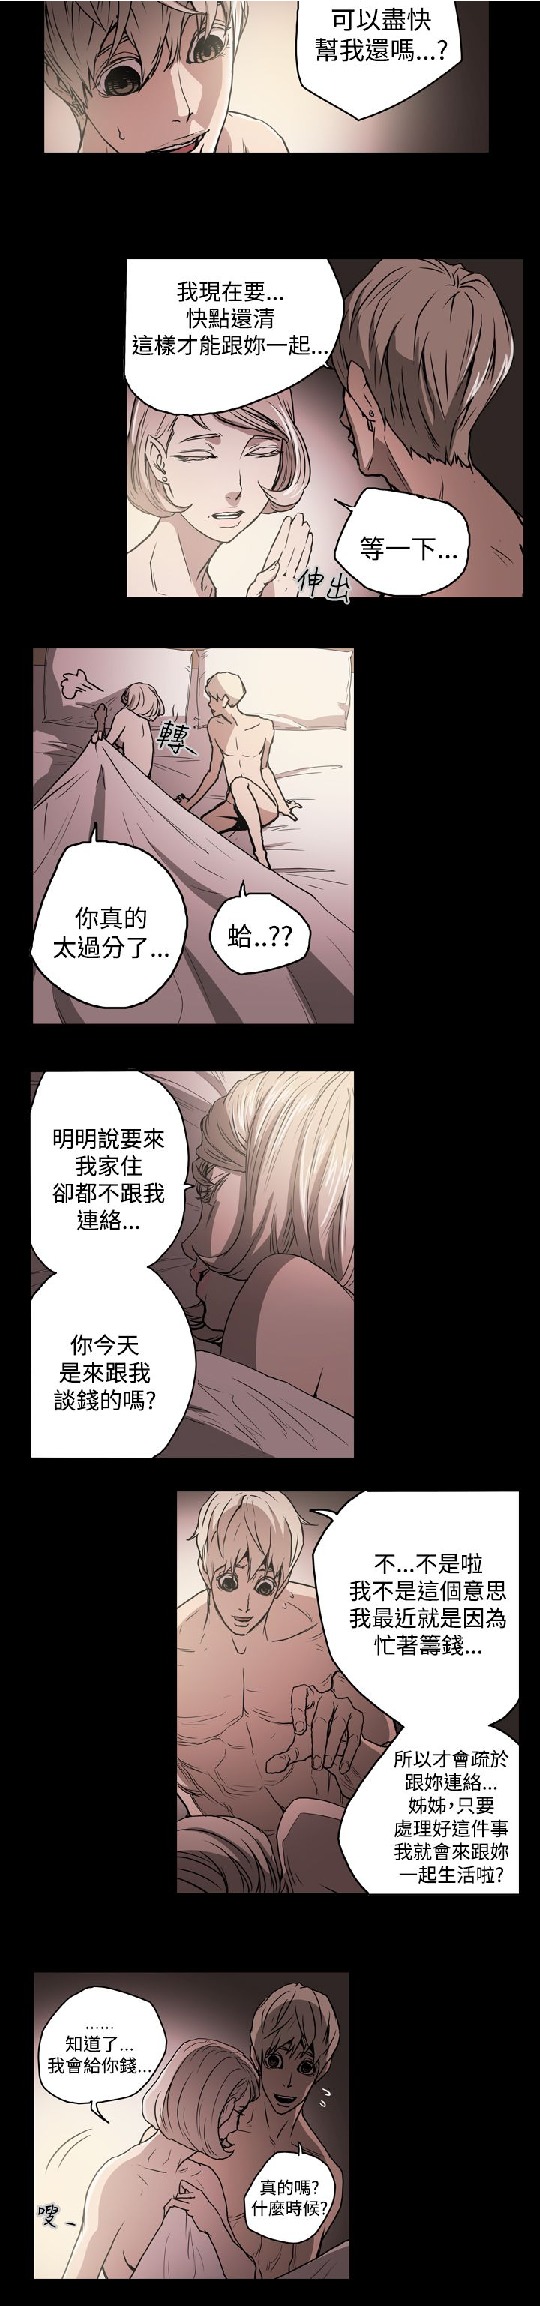 可以盡快
幫我還嗎...?
我現在要...
快點還清
這樣才能跟妳一起...
等一下...
伸出
轉
你真的
太過分了...
蛤..??
明明說要來
我家住
卻都不跟我
連絡...
你今天
是來跟我
談錢的嗎?
不...不是啦
我不是這個意思
我最近就是因為
忙著籌錢...
所以才會疏於
跟妳連絡...
姊姊，只要
處理好這件事
我就會來跟妳
一起生活啦?
......
知道了...
我會給你錢...
真的嗎?
什麼時候?
嗖